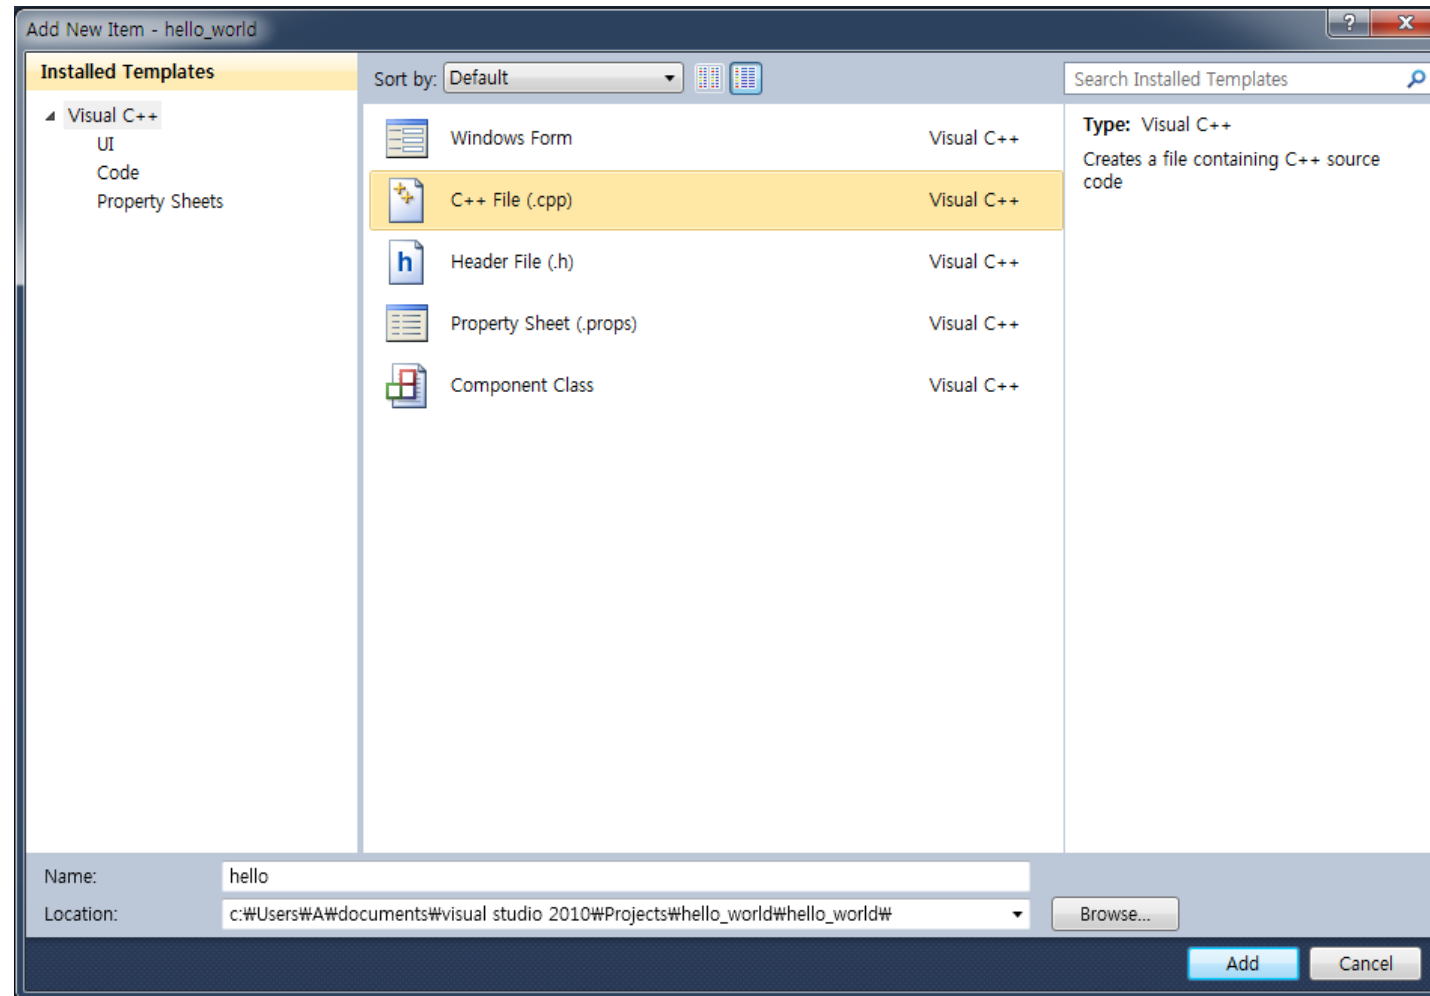 Add New Item - hello_world
Installed Templates
Sort by: Default
Search Installed Templates
Visual C++
UI
Code
Property Sheets
Windows Form Visual C++
C++ File (.cpp) Visual C++
h Header File (.h) Visual C++
Property Sheet (.props) Visual C++
Component Class Visual C++
Type: Visual C++
Creates a file containing C++ source
code
Name: hello
Location: c:₩Users₩A₩documents₩visual studio 2010₩Projects₩hello_world₩hello_world₩
Browse...
Add Cancel